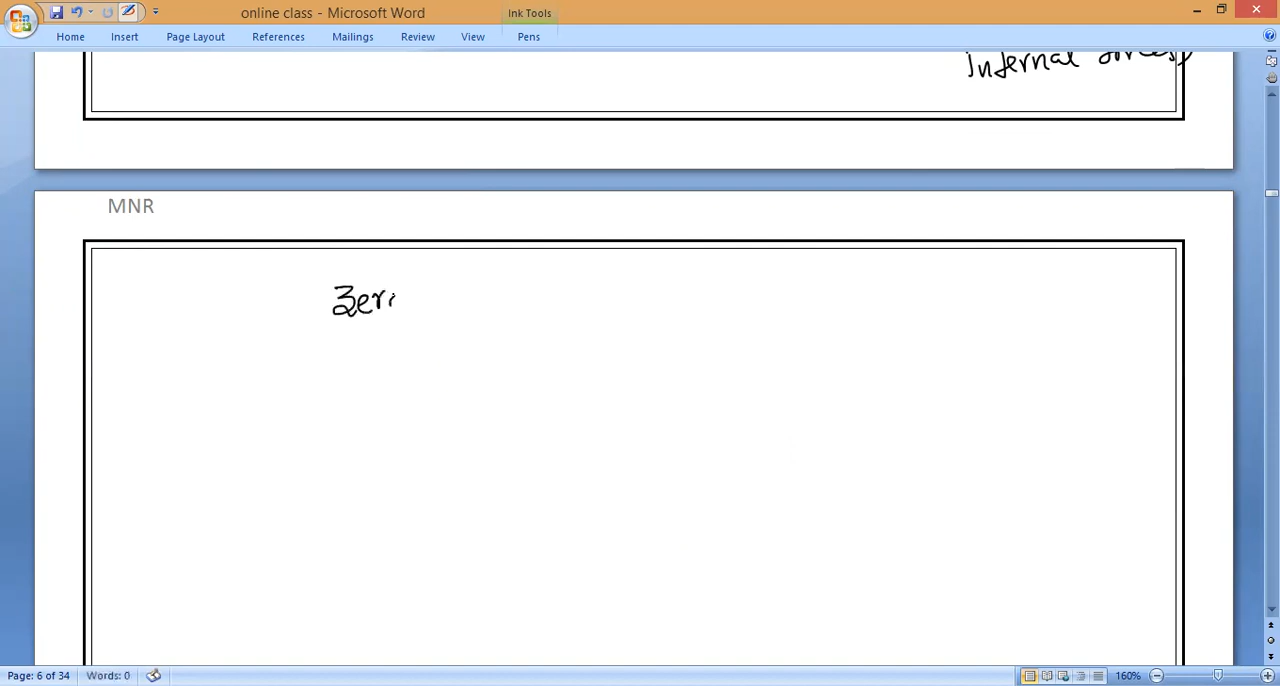 online class - Microsoft Word
Ink Tools
Home Insert Page Layout References Mailings Review View Pens
Internal
MNR
Zer
Page: 6 of 34 Words: 0 160%